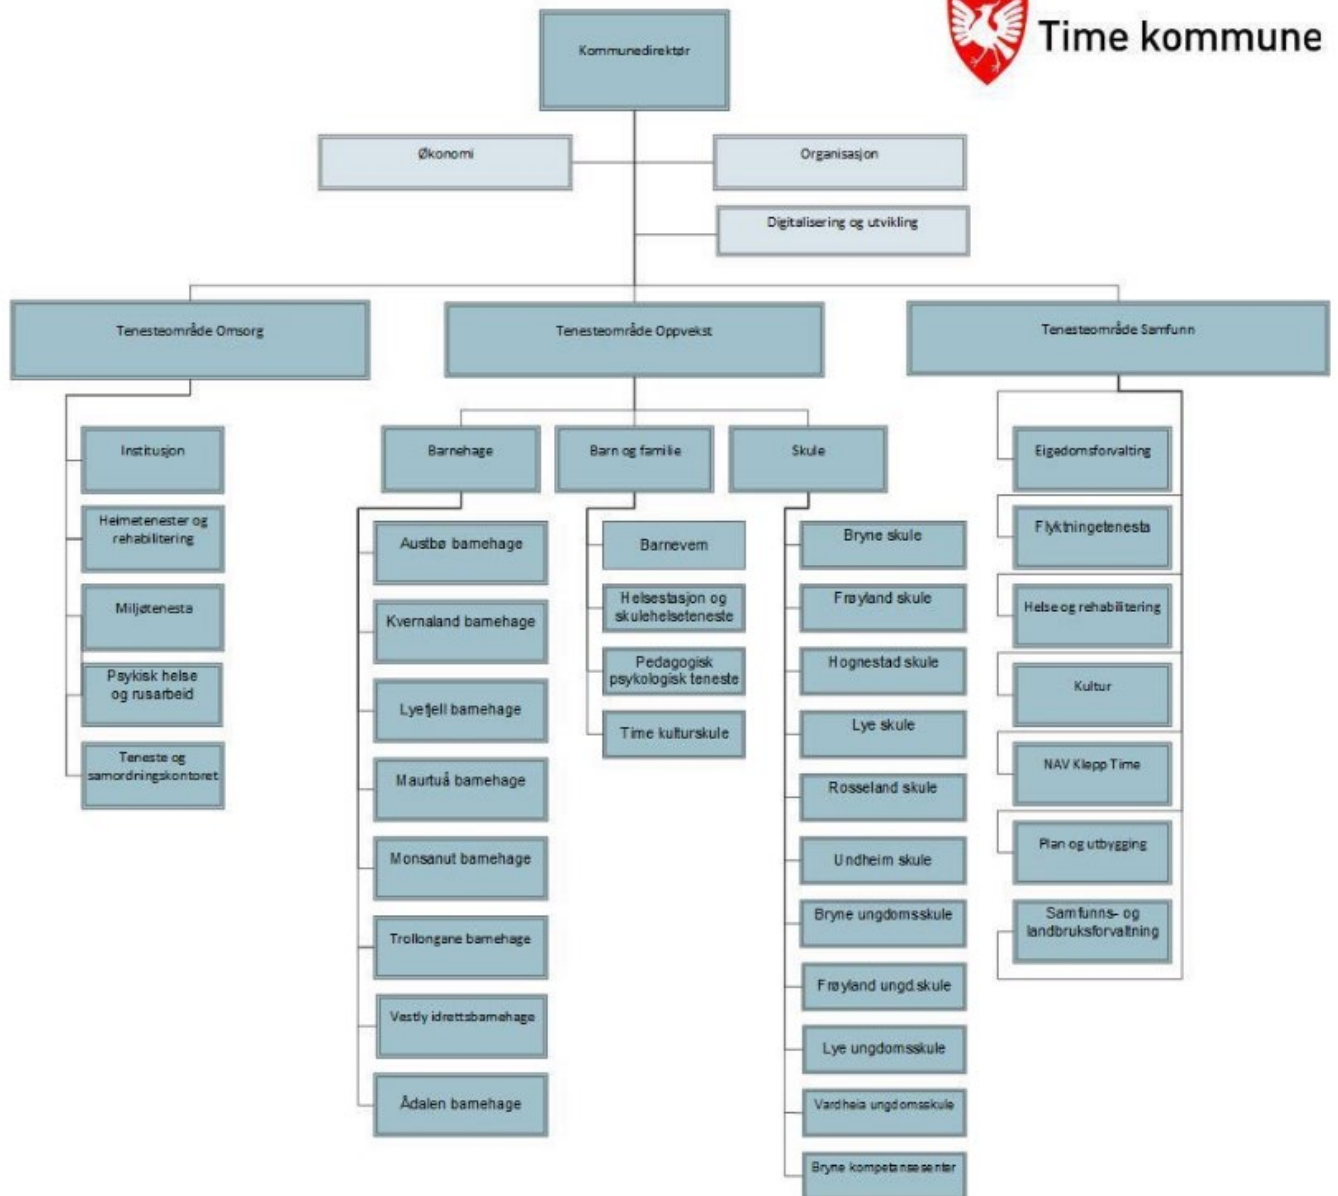 Time kommune
Kommunedirektør
Økonomi
Organisasjon
Digitalisering og utvikling
Tenesteområde Omsorg
Tenesteområde Oppvekst
Tenesteområde Samfunn
Institusjon
Heimetenester og
rehabilitering
Miljøtenesta
Psykisk helse
og rusarbeid
Teneste og
samordningskontoret
Barnehage
Austbø barnehage
Kvernaland barnehage
Lyefjell barnehage
Maurtuå barnehage
Monsanut barnehage
Trollongane barnehage
Vestly idrettsbarnehage
Ådalen barnehage
Barn og familie
Barnevern
Helsestasjon og
skulehelseteneste
Pedagogisk
psykologisk teneste
Time kulturskule
Skule
Bryne skule
Frøyland skule
Hognestad skule
Lye skule
Rosseland skule
Undheim skule
Bryne ungdomsskule
Frøyland ungd.skule
Lye ungdomsskule
Vardheia ungdomsskule
Bryne kompetansesenter
Eigedomsforvalting
Flyktningetenesta
Helse og rehabilitering
Kultur
NAV Klepp Time
Plan og utbygging
Samfunns- og
landbruksforvaltning